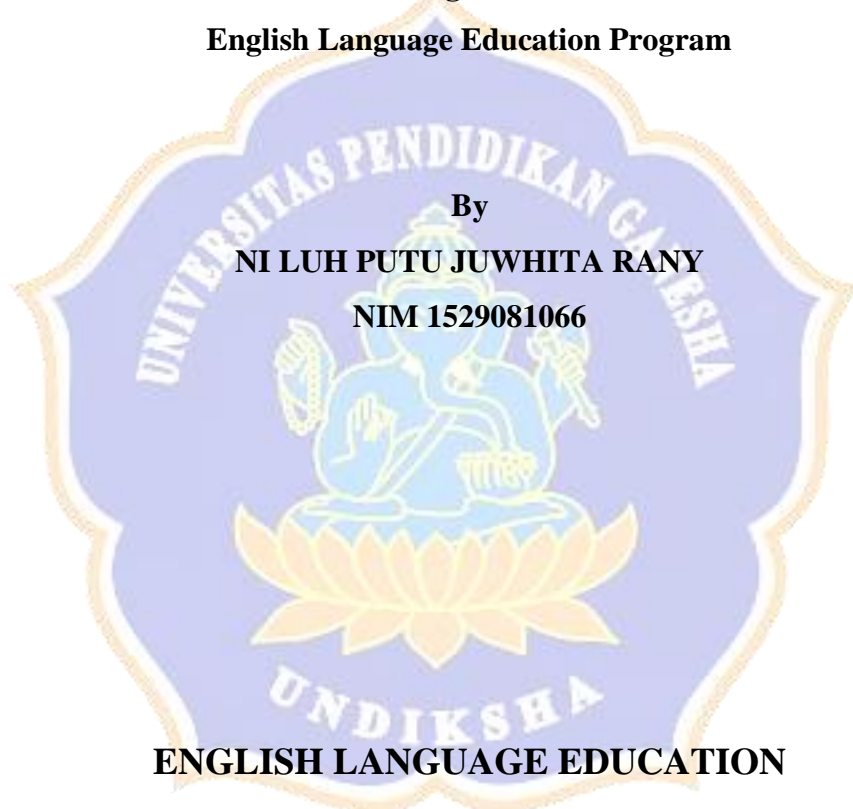 English Language Education Program
UNIVERSITAS PENDIDIKAN GANESHA
By
NI LUH PUTU JUWHITA RANY
NIM 1529081066
UNDIKSHA
ENGLISH LANGUAGE EDUCATION